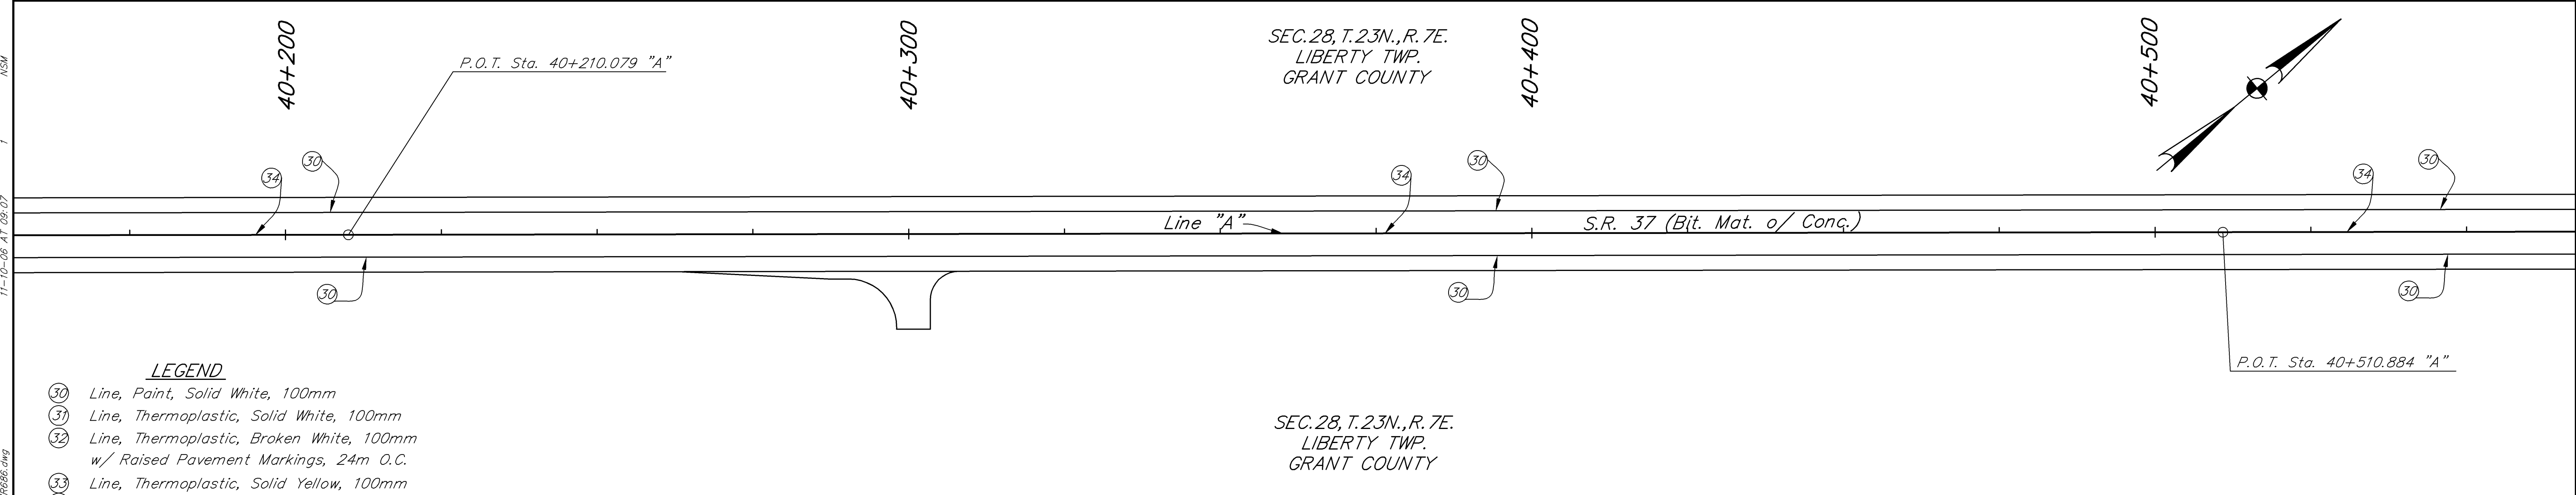 NSM
1
11-10-06 AT 09:07
R686.dwg
40+200
P.O.T. Sta. 40+210.079 "A"
40+300
SEC.28, T.23N.,R.7E.
LIBERTY TWP.
GRANT COUNTY
40+400
40+500
34
30
34
30
34
30
Line "A"
S.R. 37 (Bit. Mat. o/ Conc.)
30
30
30
P.O.T. Sta. 40+510.884 "A"
LEGEND
30 Line, Paint, Solid White, 100mm
31 Line, Thermoplastic, Solid White, 100mm
32 Line, Thermoplastic, Broken White, 100mm
w/ Raised Pavement Markings, 24m O.C.
33 Line, Thermoplastic, Solid Yellow, 100mm
SEC.28, T.23N.,R.7E.
LIBERTY TWP.
GRANT COUNTY